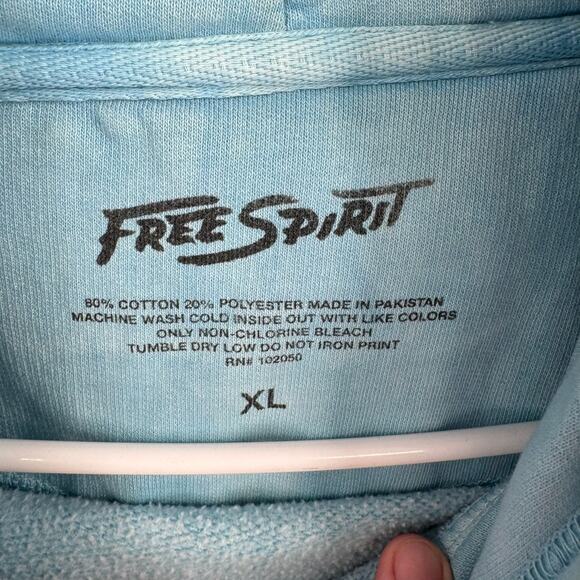 FREE SPIRIT
80% COTTON 20% POLYESTER MADE IN PAKISTAN
MACHINE WASH COLD INSIDE OUT WITH LIKE COLORS
ONLY NON-CHLORINE BLEACH
TUMBLE DRY LOW DO NOT IRON PRINT
RN# 102050
XL